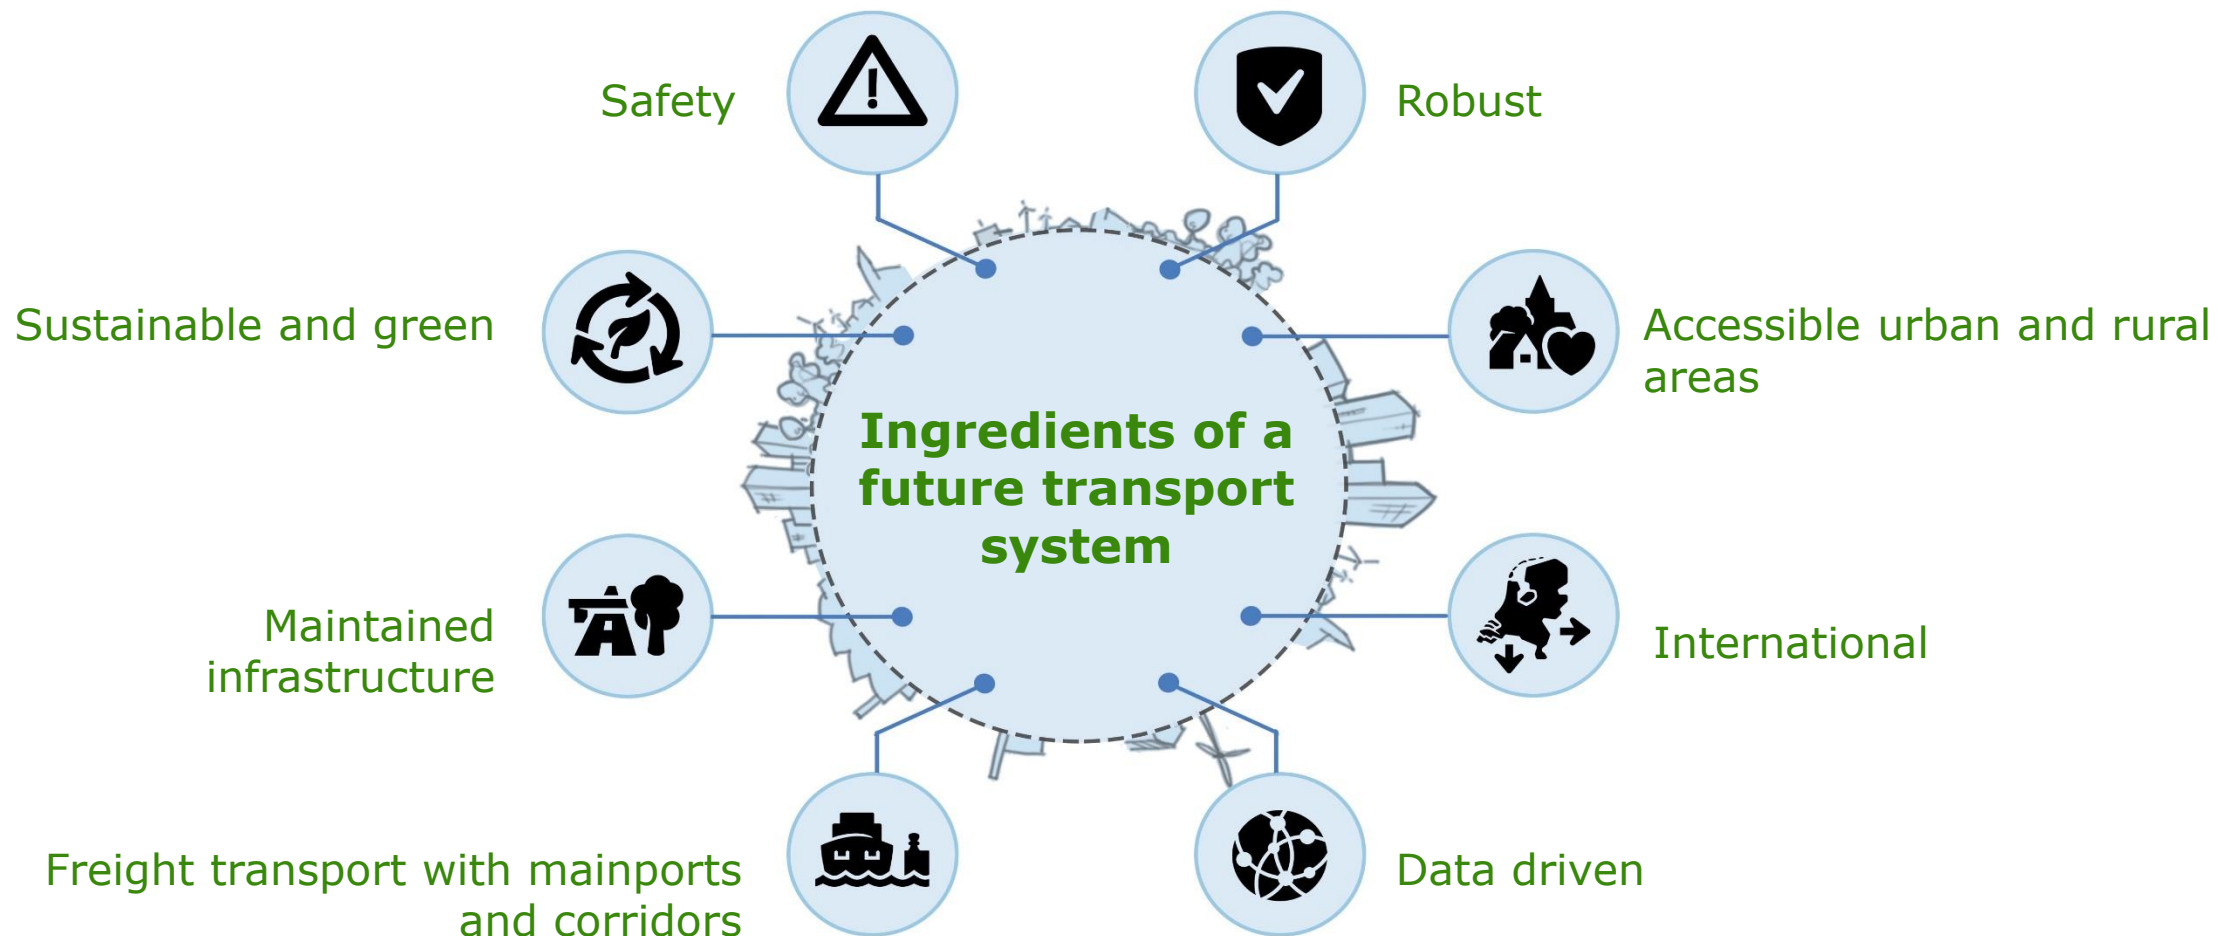 Safety
Robust
Sustainable and green
Accessible urban and rural
areas
Ingredients of a
future transport
system
Maintained
infrastructure
International
Freight transport with mainports
and corridors
Data driven